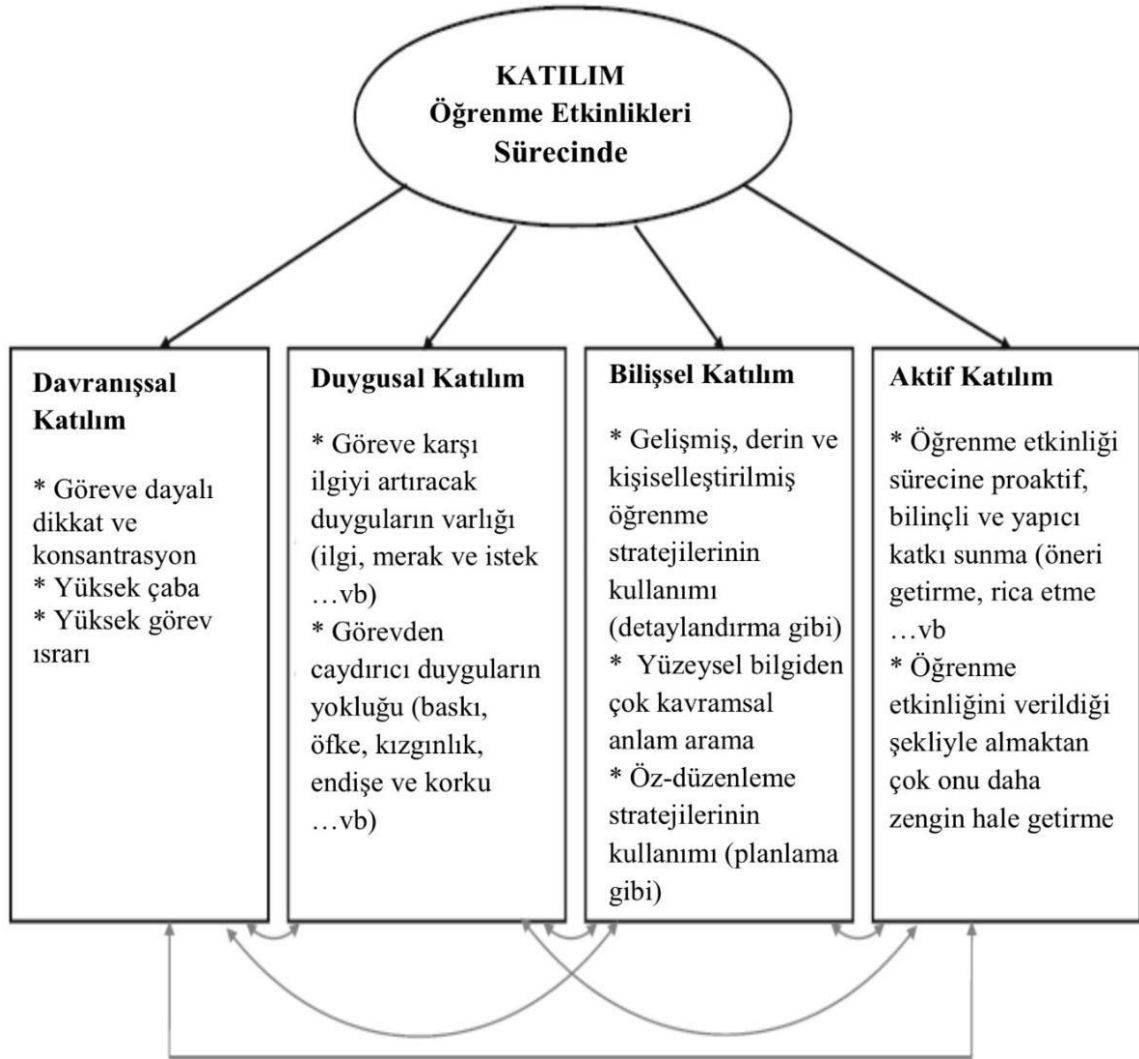 KATILIM
Öğrenme Etkinlikleri
Sürecinde
Davranışsal
Katılım
* Göreve dayalı
dikkat ve
konsantrasyon
* Yüksek çaba
* Yüksek görev
ısrarı
Duygusal Katılım
* Göreve karşı
ilgiyi artıracak
duyguların varlığı
(ilgi, merak ve istek
…vb)
* Görevden
caydırıcı duyguların
yokluğu (baskı,
öfke, kızgınlık,
endişe ve korku
…vb)
Bilişsel Katılım
* Gelişmiş, derin ve
kişiselleştirilmiş
öğrenme
stratejilerinin
kullanımı
(detaylandırma gibi)
* Yüzeysel bilgiden
çok kavramsal
anlam arama
* Öz-düzenleme
stratejilerinin
kullanımı (planlama
gibi)
Aktif Katılım
* Öğrenme etkinliği
sürecine proaktif,
bilinçli ve yapıcı
katkı sunma (öneri
getirme, rica etme
…vb
* Öğrenme
etkinliğini verildiği
şekliyle almaktan
çok onu daha
zengin hale getirme